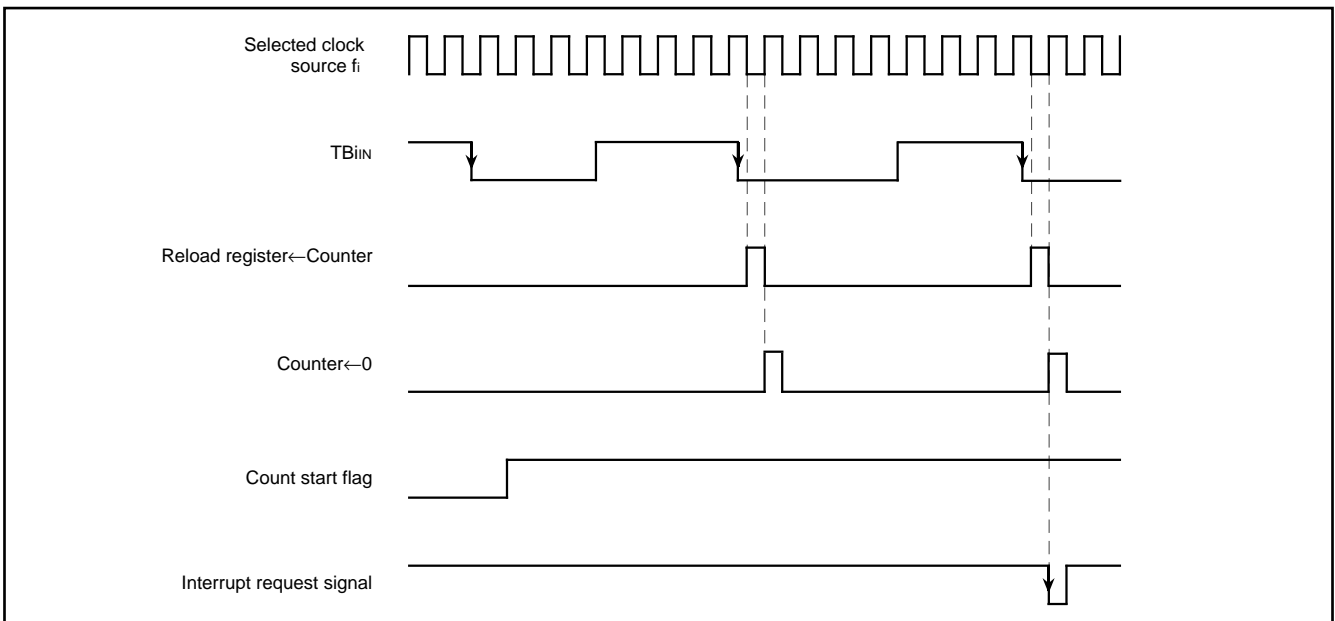 Selected clock
source fi
TBiIN
Reload register←Counter
Counter←0
Count start flag
Interrupt request signal